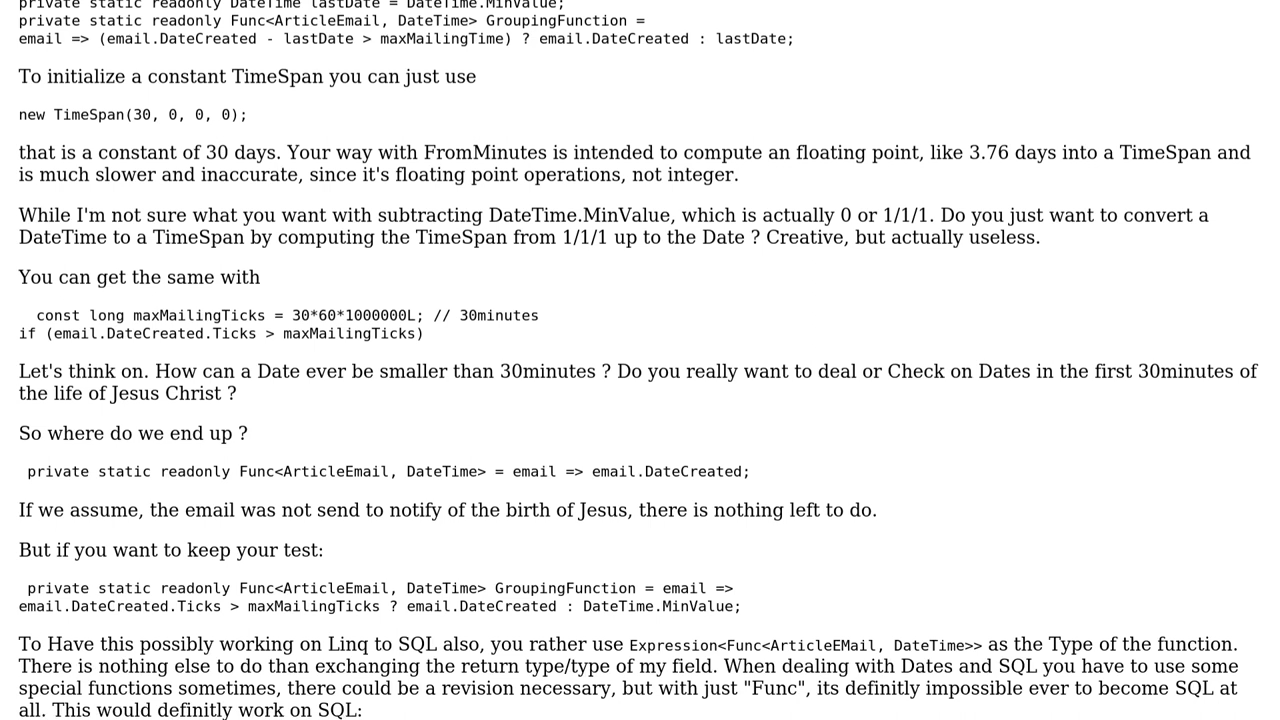 private static readonly DateTime lastDate = DateTime.MinValue;
private static readonly Func<ArticleEmail, DateTime> GroupingFunction =
email => (email.DateCreated - lastDate > maxMailingTime) ? email.DateCreated : lastDate;
To initialize a constant TimeSpan you can just use
new TimeSpan(30, 0, 0, 0);
that is a constant of 30 days. Your way with FromMinutes is intended to compute an floating point, like 3.76 days into a TimeSpan and
is much slower and inaccurate, since it's floating point operations, not integer.
While I'm not sure what you want with subtracting DateTime.MinValue, which is actually 0 or 1/1/1. Do you just want to convert a
DateTime to a TimeSpan by computing the TimeSpan from 1/1/1 up to the Date ? Creative, but actually useless.
You can get the same with
const long maxMailingTicks = 30*60*1000000L; // 30minutes
if (email.DateCreated.Ticks > maxMailingTicks)
Let's think on. How can a Date ever be smaller than 30minutes ? Do you really want to deal or Check on Dates in the first 30minutes of
the life of Jesus Christ ?
So where do we end up ?
private static readonly Func<ArticleEmail, DateTime> = email => email.DateCreated;
If we assume, the email was not send to notify of the birth of Jesus, there is nothing left to do.
But if you want to keep your test:
private static readonly Func<ArticleEmail, DateTime> GroupingFunction = email =>
email.DateCreated.Ticks > maxMailingTicks ? email.DateCreated : DateTime.MinValue;
To Have this possibly working on Linq to SQL also, you rather use Expression<Func<ArticleEMail, DateTime>> as the Type of the function.
There is nothing else to do than exchanging the return type/type of my field. When dealing with Dates and SQL you have to use some
special functions sometimes, there could be a revision necessary, but with just "Func", its definitly impossible ever to become SQL at
all. This would definitly work on SQL: